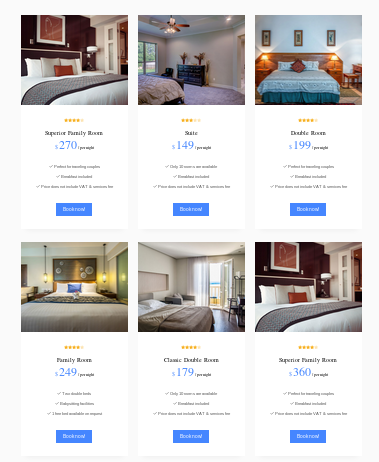 Superior Family Room
$ 270 / per night
Perfect for traveling couples
Breakfast included
Price does not include VAT & services fee
Book now!
Suite
$ 149 / per night
Only 10 rooms are available
Breakfast included
Price does not include VAT & services fee
Book now!
Double Room
$ 199 / per night
Perfect for traveling couples
Breakfast included
Price does not include VAT & services fee
Book now!
Family Room
$ 249 / per night
Two double beds
Babysitting facilities
1 free bed available on request
Book now!
Classic Double Room
$ 179 / per night
Only 10 rooms are available
Breakfast included
Price does not include VAT & services fee
Book now!
Superior Family Room
$ 360 / per night
Perfect for traveling couples
Breakfast included
Price does not include VAT & services fee
Book now!